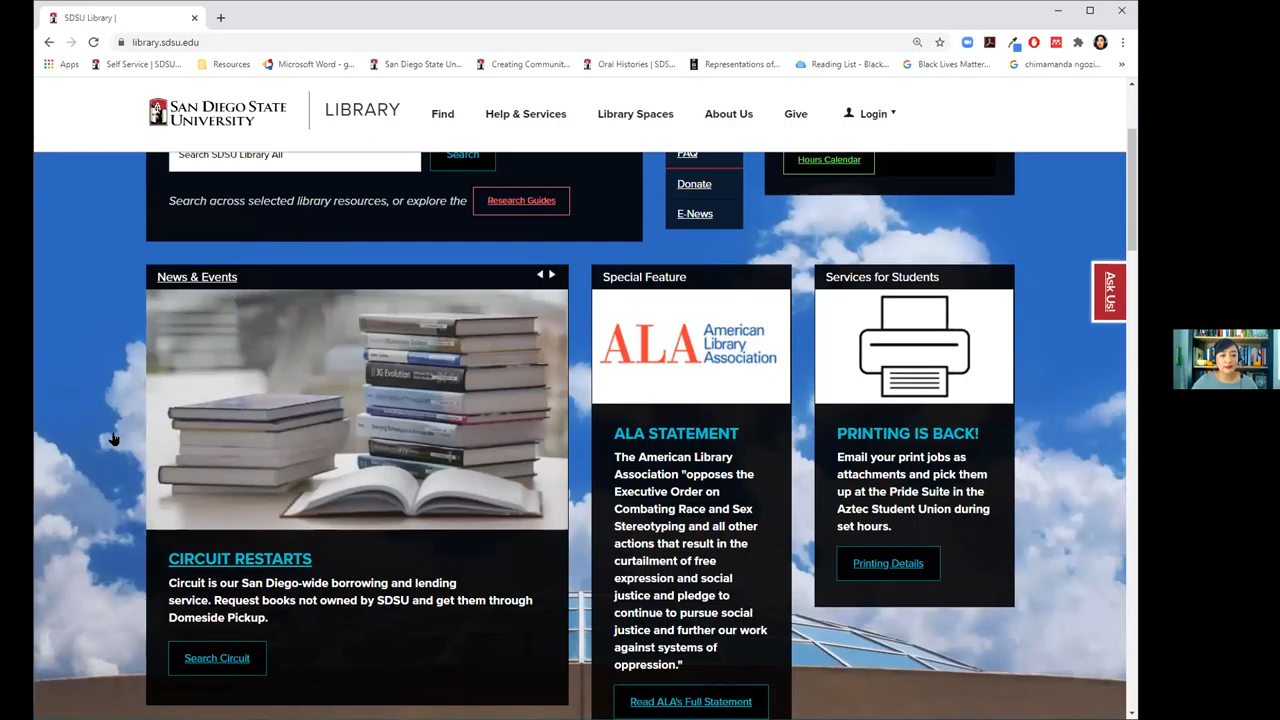 SDSU Library |
library.sdsu.edu
Apps
Self Service | SDSU...
Resources
Microsoft Word - g...
San Diego State Un...
Creating Communit...
Oral Histories | SDS...
Representations of...
Reading List - Black...
Black Lives Matter...
chimamanda ngozi...
SAN DIEGO STATE
UNIVERSITY
LIBRARY
Find
Help & Services
Library Spaces
About Us
Give
Login
Search SDSU Library All
Search
FAQ
Hours Calendar
Donate
Search across selected library resources, or explore the
Research Guides
E-News
Ask Us!
News & Events
Special Feature
Services for Students
3G Evolution
ALA American
Library
Association
CIRCUIT RESTARTS
Circuit is our San Diego-wide borrowing and lending
service. Request books not owned by SDSU and get them through
Domeside Pickup.
Search Circuit
ALA STATEMENT
The American Library
Association "opposes the
Executive Order on
Combating Race and Sex
Stereotyping and all other
actions that result in the
curtailment of free
expression and social
justice and pledge to
continue to pursue social
justice and further our work
against systems of
oppression."
Read ALA's Full Statement
PRINTING IS BACK!
Email your print jobs as
attachments and pick them
up at the Pride Suite in the
Aztec Student Union during
set hours.
Printing Details